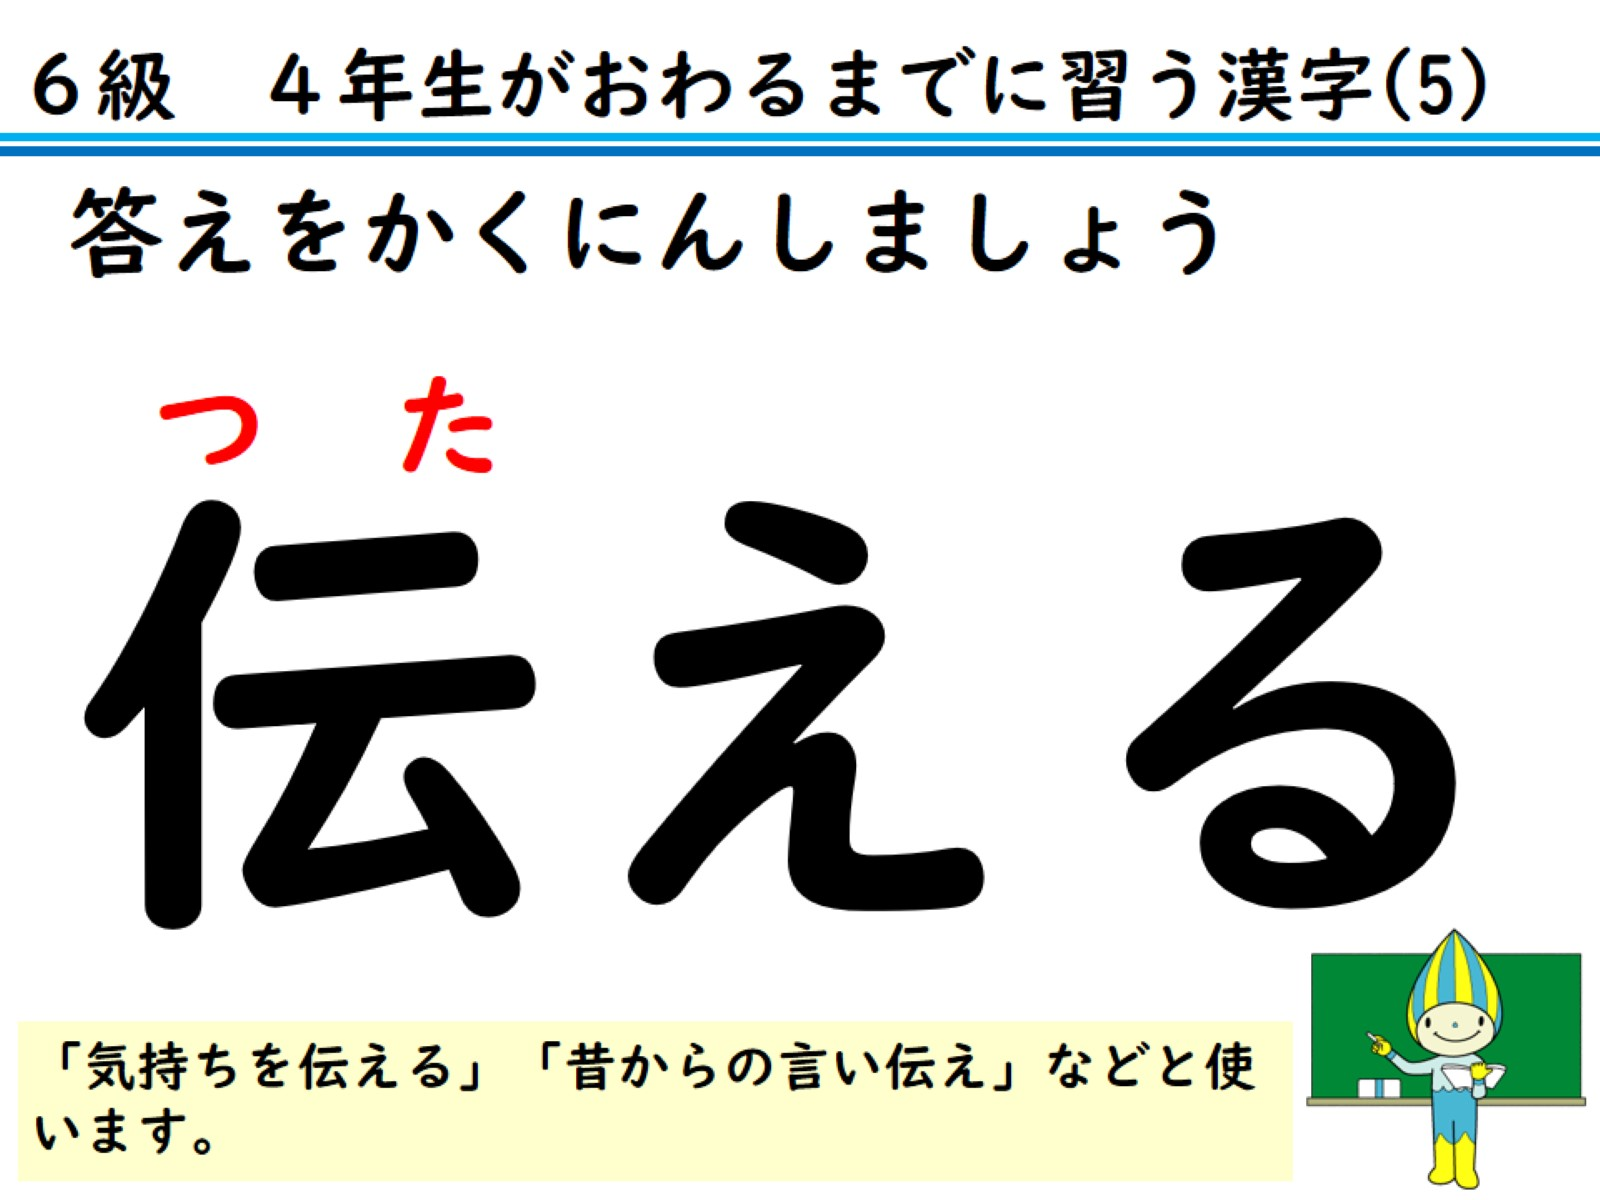 ６級　４年生がおわるまでに習う漢字(5)
答えをかくにんしましょう
つた
伝える
「気持ちを伝える」「昔からの言い伝え」などと使
います。